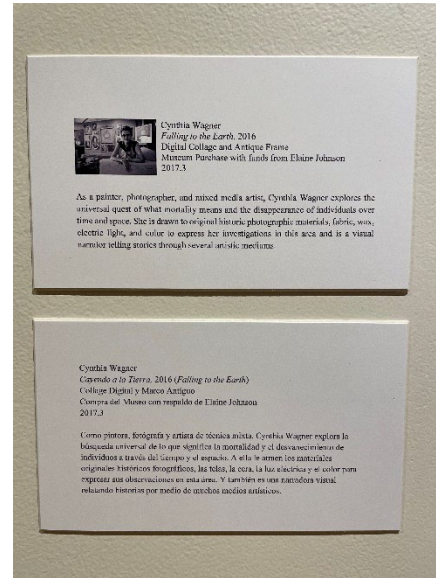 Cynthia Wagner
Falling to the Earth, 2016
Digital Collage and Antique Frame
Museum Purchase with funds from Elaine Johnson
2017.3
As a painter, photographer, and mixed media artist, Cynthia Wagner explores the
universal quest of what mortality means and the disappearance of individuals over
time and space. She is drawn to original historic photographic materials, fabric, wax,
electric light, and color to express her investigations in this area and is a visual
narrator telling stories through several artistic mediums.
Cynthia Wagner
Cayendo a la Tierra, 2016 (Falling to the Earth)
Collage Digital y Marco Antiguo
Compra del Museo con respaldo de Elaine Johnson
2017.3
Como pintora, fotógrafa y artista de técnica mixta, Cynthia Wagner explora la
búsqueda universal de lo que significa la mortalidad y el desvanecimiento de
individuos a través del tiempo y el espacio. A ella le atraen los materiales
originales históricos fotográficos, las telas, la cera, la luz eléctrica y el color para
expresar sus observaciones en esta área. Y también es una narradora visual
relatando historias por medio de muchos medios artísticos.